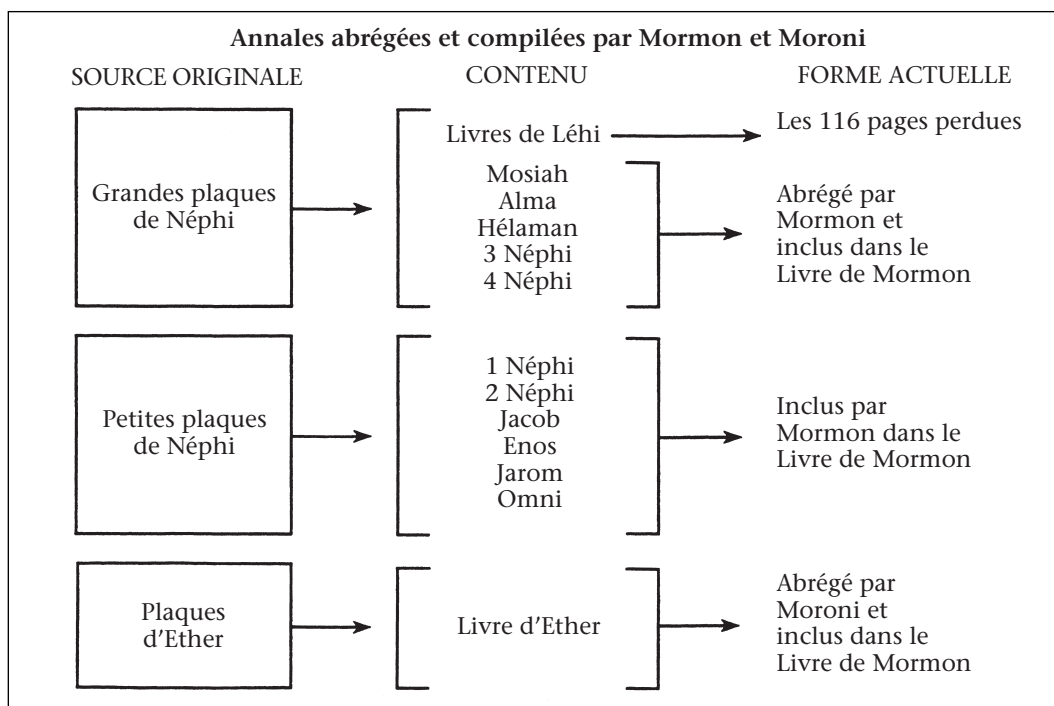 Annales abrégées et compilées par Mormon et Moroni
SOURCE ORIGINALE
CONTENU
FORME ACTUELLE
Grandes plaques
de Néphi
Livres de Léhi
Les 116 pages perdues
Mosiah
Alma
Hélaman
3 Néphi
4 Néphi
Abrégé par
Mormon et
inclus dans le
Livre de Mormon
Petites plaques
de Néphi
1 Néphi
2 Néphi
Jacob
Enos
Jarom
Omni
Inclus par
Mormon dans le
Livre de Mormon
Plaques
d’Ether
Livre d’Ether
Abrégé par
Moroni et
inclus dans le
Livre de Mormon